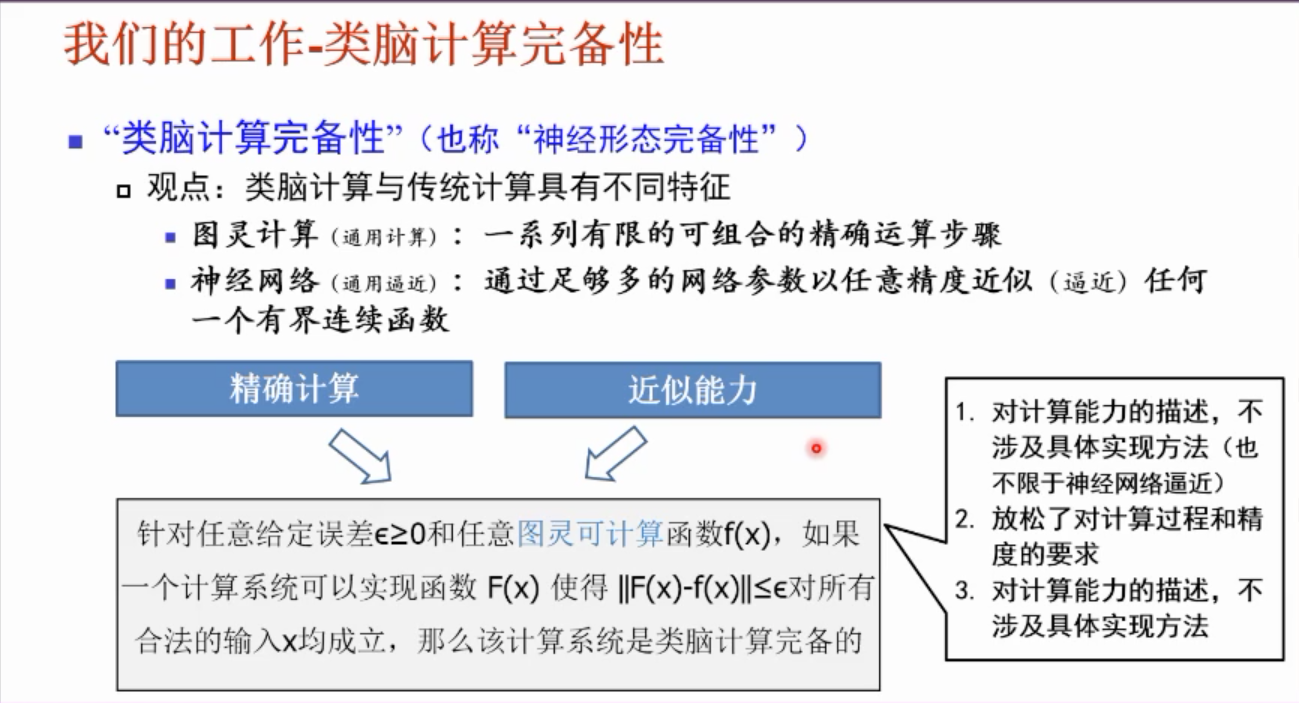 我们的工作-类脑计算完备性
“类脑计算完备性”（也称“神经形态完备性”）
观点：类脑计算与传统计算具有不同特征
图灵计算（通用计算）：一系列有限的可组合的精确运算步骤
神经网络（通用逼近）：通过足够多的网络参数以任意精度近似（逼近）任何
一个有界连续函数
精确计算
近似能力
针对任意给定误差ϵ≥0和任意图灵可计算函数f(x)，如果
一个计算系统可以实现函数 F(x) 使得 ‖F(x)-f(x)‖≤ϵ对所有
合法的输入x均成立，那么该计算系统是类脑计算完备的
1. 对计算能力的描述，不
涉及具体实现方法（也
不限于神经网络逼近）
2. 放松了对计算过程和精
度的要求
3. 对计算能力的描述，不
涉及具体实现方法